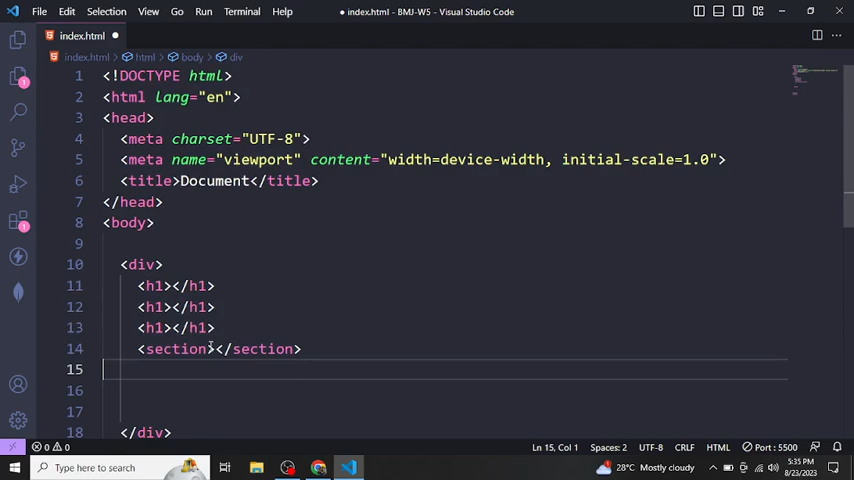 File Edit Selection View Go Run Terminal Help
● index.html - BMJ-W5 - Visual Studio Code
index.html ●
index.html > html > body > div
1 <!DOCTYPE html>
2 <html lang="en">
3 <head>
4 <meta charset="UTF-8">
5 <meta name="viewport" content="width=device-width, initial-scale=1.0">
6 <title>Document</title>
7 </head>
8 <body>
9
10 <div>
11 <h1></h1>
12 <h1></h1>
13 <h1></h1>
14 <section></section>
15
16
17
18 </div>
1
1
0 0 Ln 15, Col 1 Spaces: 2 UTF-8 CRLF HTML Port : 5500
Type here to search 28°C Mostly cloudy 5:35 PM
8/23/2023